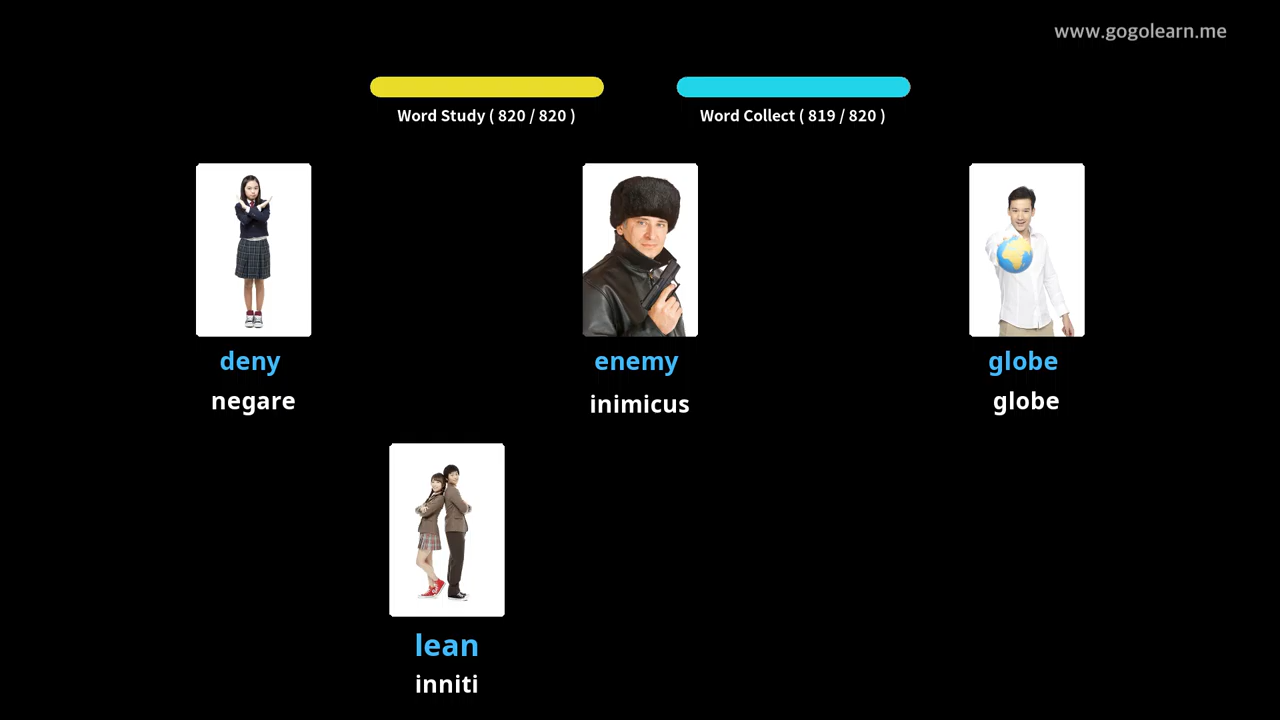 www.gogolearn.me
Word Study ( 820 / 820 )
Word Collect ( 819 / 820 )
deny
enemy
globe
negare
inimicus
globe
lean
inniti